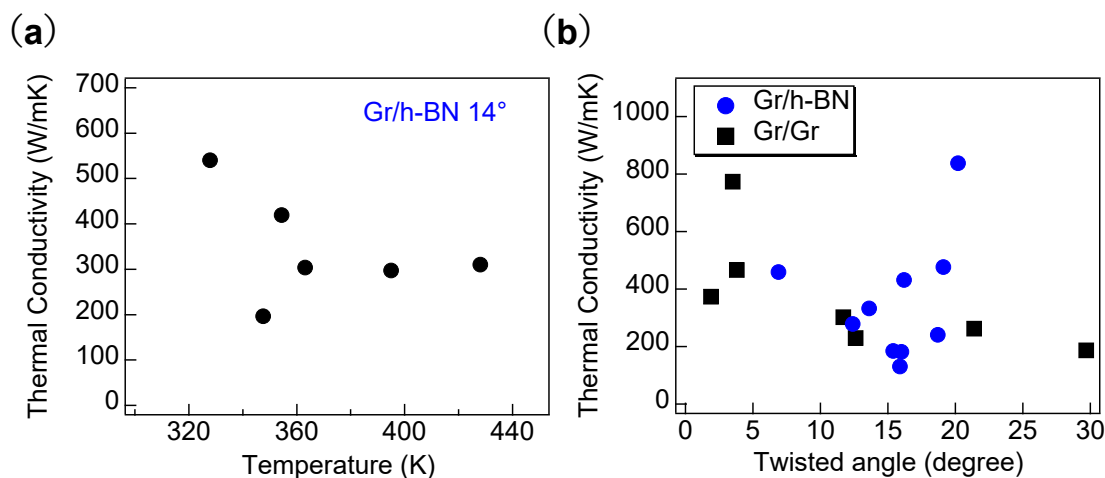 (a)
Thermal Conductivity (W/mK)
700
600
500
400
300
200
100
0
Gr/h-BN 14°
320
360
400
440
Temperature (K)
(b)
Thermal Conductivity (W/mK)
1000
800
600
400
200
0
Gr/h-BN
Gr/Gr
0
5
10
15
20
25
30
Twisted angle (degree)